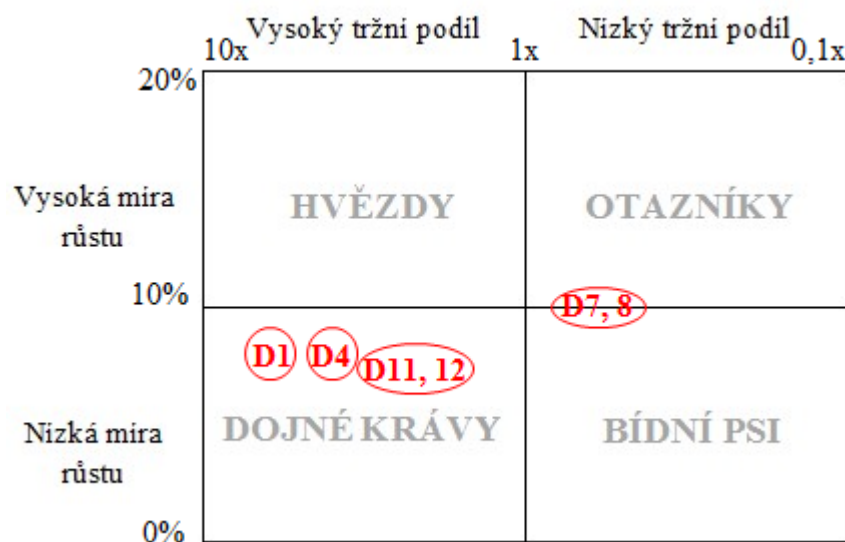 Vysoký tržní podíl Nízký tržní podíl
10x 1x 0,1x
20%
Vysoká míra
růstu
HVĚZDY OTAZNÍKY
10%
D7, 8
D1 D4 D11, 12
DOJNÉ KRÁVY BÍDNÍ PSI
Nízká míra
růstu
0%